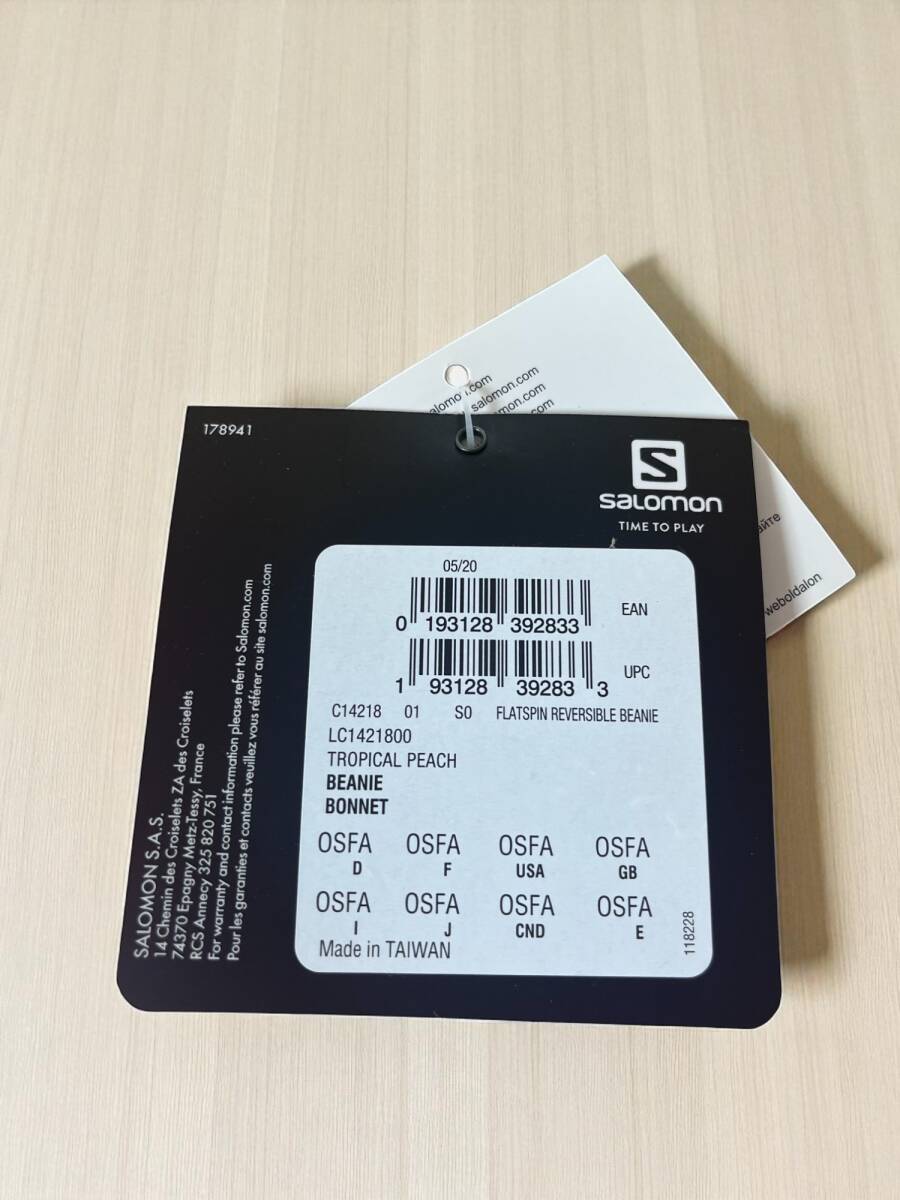 .com
salomon.com
.com
айте
weboldalon
178941
S
SALOMON
TIME TO PLAY
05/20
0 193128 392833
EAN
1 93128 39283 3
UPC
C14218 01 S0 FLATSPIN REVERSIBLE BEANIE
LC1421800
TROPICAL PEACH
BEANIE
BONNET
OSFA OSFA OSFA OSFA
D F USA GB
OSFA OSFA OSFA OSFA
I J CND E
Made in TAIWAN
118228
SALOMON S.A.S.
14 Chemin des Croiselets ZA des Croiselets
74370 Epagny Metz-Tessy, France
RCS Annecy 325 820 751
For warranty and contact information please refer to Salomon.com
Pour les garanties et contacts veuillez vous référer au site salomon.com